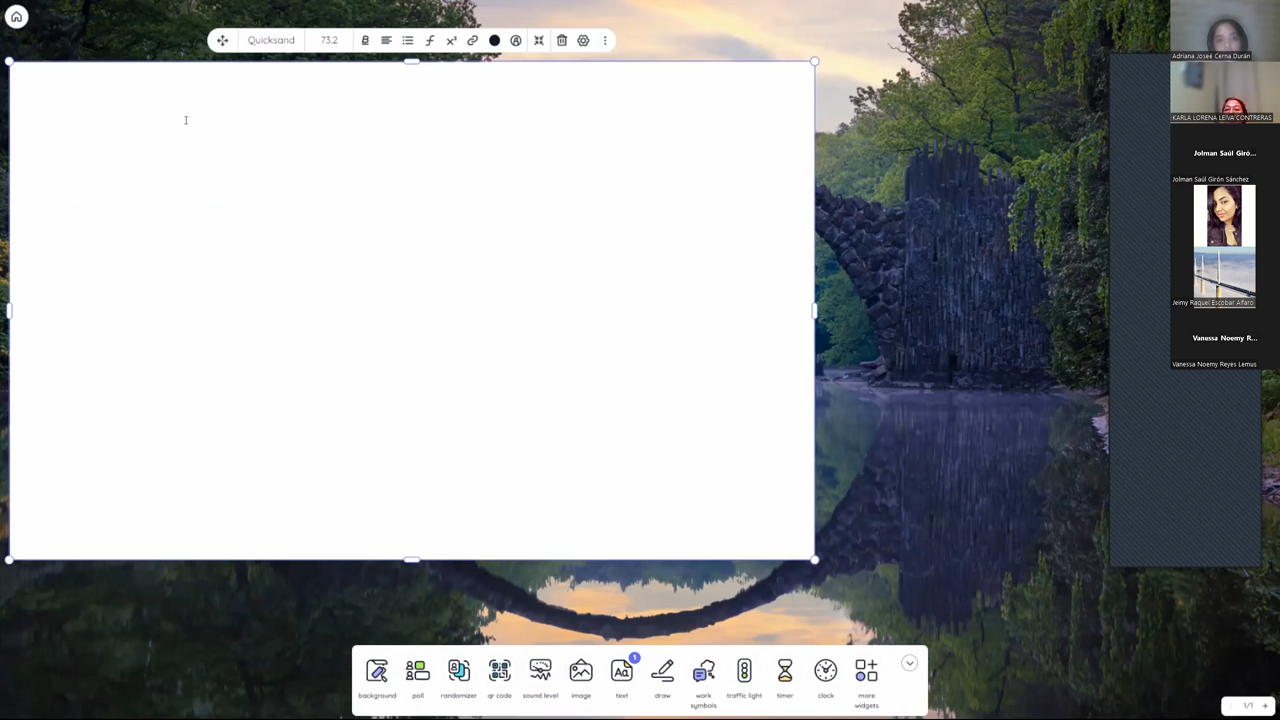 Quicksand 73.2
Adriana Joseé Cerna Durán
KARLA LORENA LEIVA CONTRERAS
Jolman Saúl Giró...
Jolman Saúl Girón Sánchez
Jeimy Raquel Escobar Alfaro
Vanessa Noemy R...
Vanessa Noemy Reyes Lemus
1
Aa
background
poll
randomizer
qr code
sound level
image
text
draw
work symbols
traffic light
timer
clock
more widgets
1/1